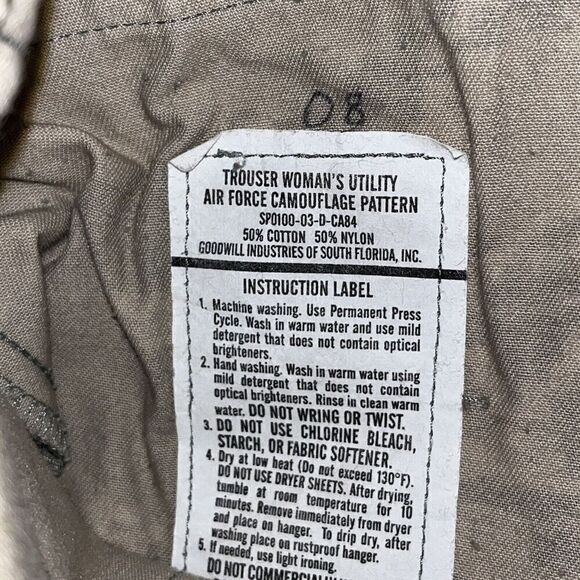 08
TROUSER WOMAN'S UTILITY
AIR FORCE CAMOUFLAGE PATTERN
SPO100-03-D-CA84
50% COTTON 50% NYLON
GOODWILL INDUSTRIES OF SOUTH FLORIDA, INC.
INSTRUCTION LABEL
1. Machine washing. Use Permanent Press
Cycle. Wash in warm water and use mild
detergent that does not contain optical
brighteners.
2. Hand washing. Wash in warm water using
mild detergent that does not contain
optical brighteners. Rinse in clean warm
water. DO NOT WRING OR TWIST.
3. DO NOT USE CHLORINE BLEACH,
STARCH, OR FABRIC SOFTENER.
4. Dry at low heat (Do not exceed 130°F).
DO NOT USE DRYER SHEETS. After drying,
tumble at room temperature for 10
minutes. Remove immediately from dryer
and place on hanger. To drip dry, after
washing place on rustproof hanger.
5. If needed, use light ironing.
DO NOT COMMERCIALLY